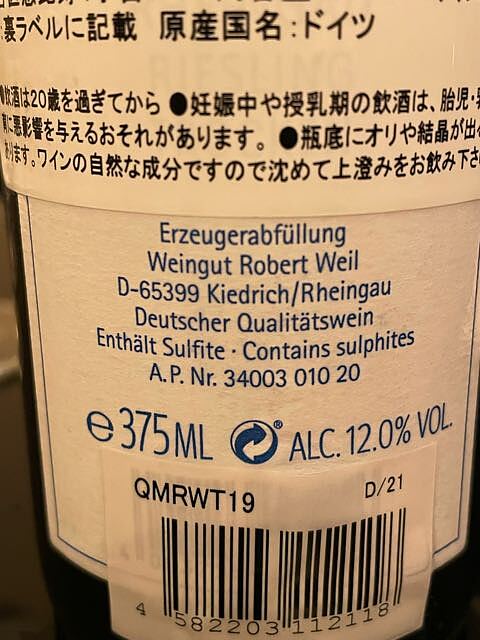 :裏ラベルに記載 原産国名:ドイツ
●飲酒は20歳を過ぎてから ●妊娠中や授乳期の飲酒は、胎児・
に悪影響を与えるおそれがあります。 ●瓶底にオリや結晶が出
あります。ワインの自然な成分ですので沈めて上澄みをお飲み下さ
Erzeugerabfüllung
Weingut Robert Weil
D-65399 Kiedrich/Rheingau
Deutscher Qualitätswein
Enthält Sulfite · Contains sulphites
A.P. Nr. 34003 010 20
℮ 375ML ® ALC. 12.0% VOL.
QMRWT19 D/21
4 582203 112118